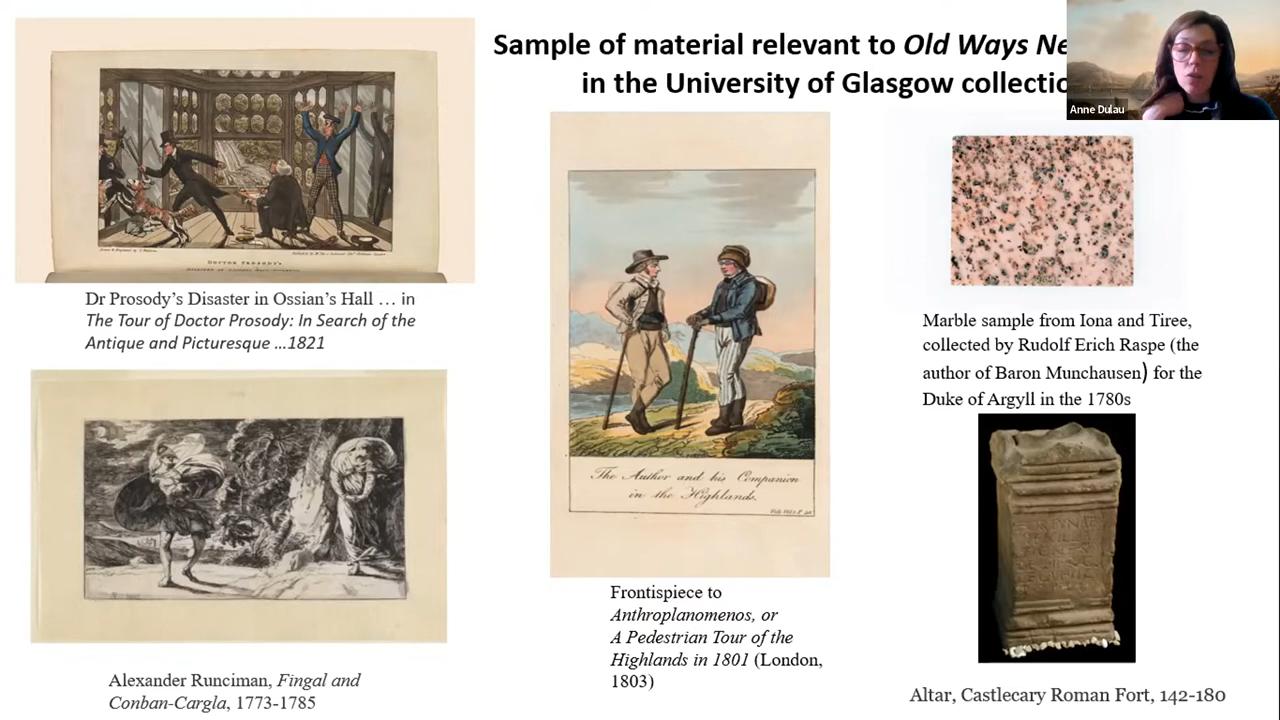 Sample of material relevant to Old Ways Ne
in the University of Glasgow collectio
Anne Dulau
DOCTOR PROSODY'S
Dr Prosody's Disaster in Ossian's Hall … in
The Tour of Doctor Prosody: In Search of the
Antique and Picturesque …1821
Alexander Runciman, Fingal and
Conban-Cargla, 1773-1785
The Author and his Companion
in the Highlands.
Frontispiece to
Anthroplanomenos, or
A Pedestrian Tour of the
Highlands in 1801 (London,
1803)
Marble sample from Iona and Tiree,
collected by Rudolf Erich Raspe (the
author of Baron Munchausen) for the
Duke of Argyll in the 1780s
Altar, Castlecary Roman Fort, 142-180